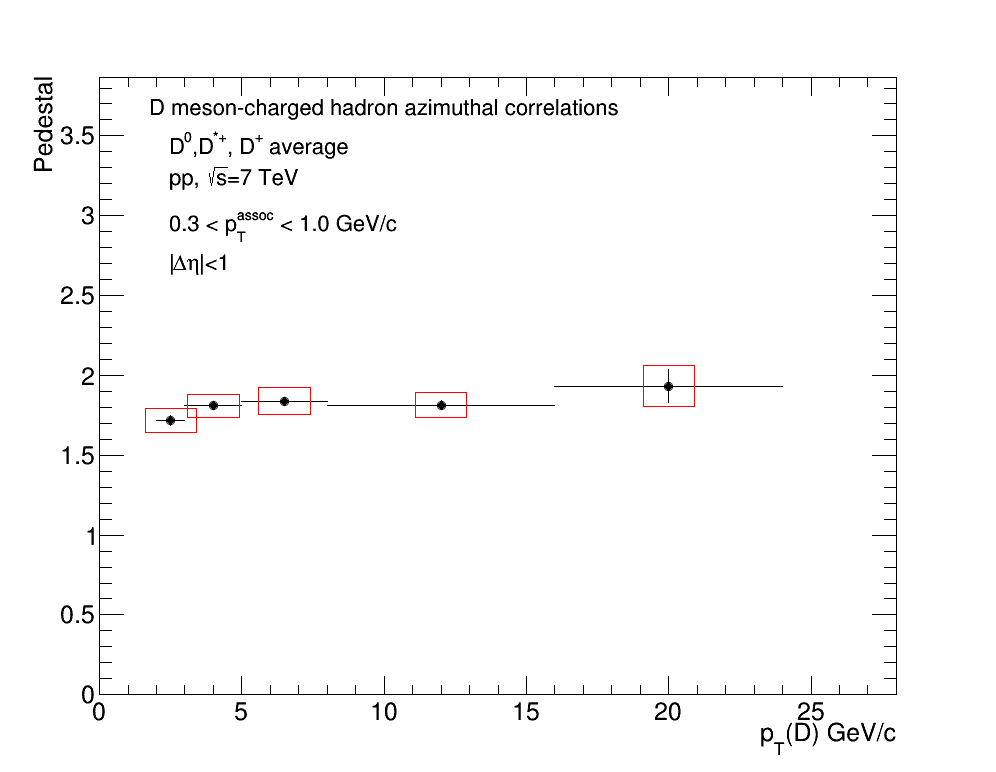 D meson-charged hadron azimuthal correlations
D⁰,D*⁺, D⁺ average
pp, √s=7 TeV
0.3 < p_T^assoc < 1.0 GeV/c
|Δη|<1
Pedestal
3.5
3
2.5
2
1.5
1
0.5
0
0 5 10 15 20 25
p_T(D) GeV/c